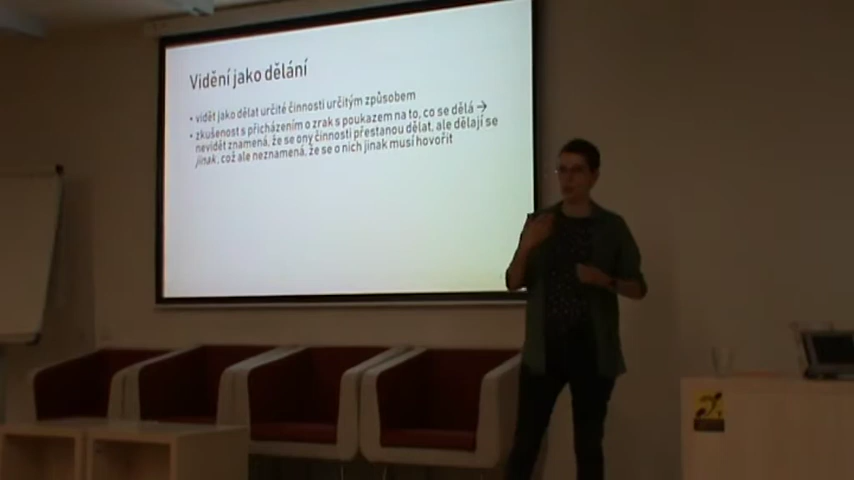 Vidění jako dělání
• vidět jako dělat určité činnosti určitým způsobem
• zkušenost s přicházením o zrak s poukazem na to, co se dělá →
nevidět znamená, že se ony činnosti přestanou dělat, ale dělají se
jinak, což ale neznamená, že se o nich jinak musí hovořit